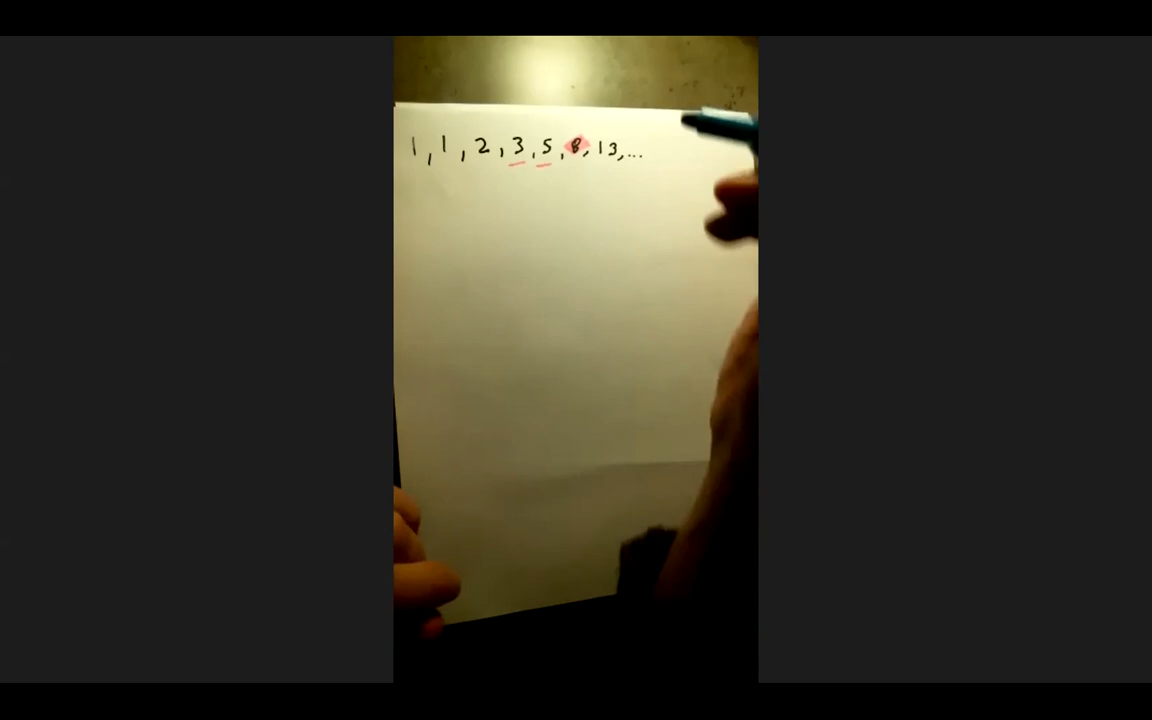 1, 1, 2, 3, 5, 8, 13, ...